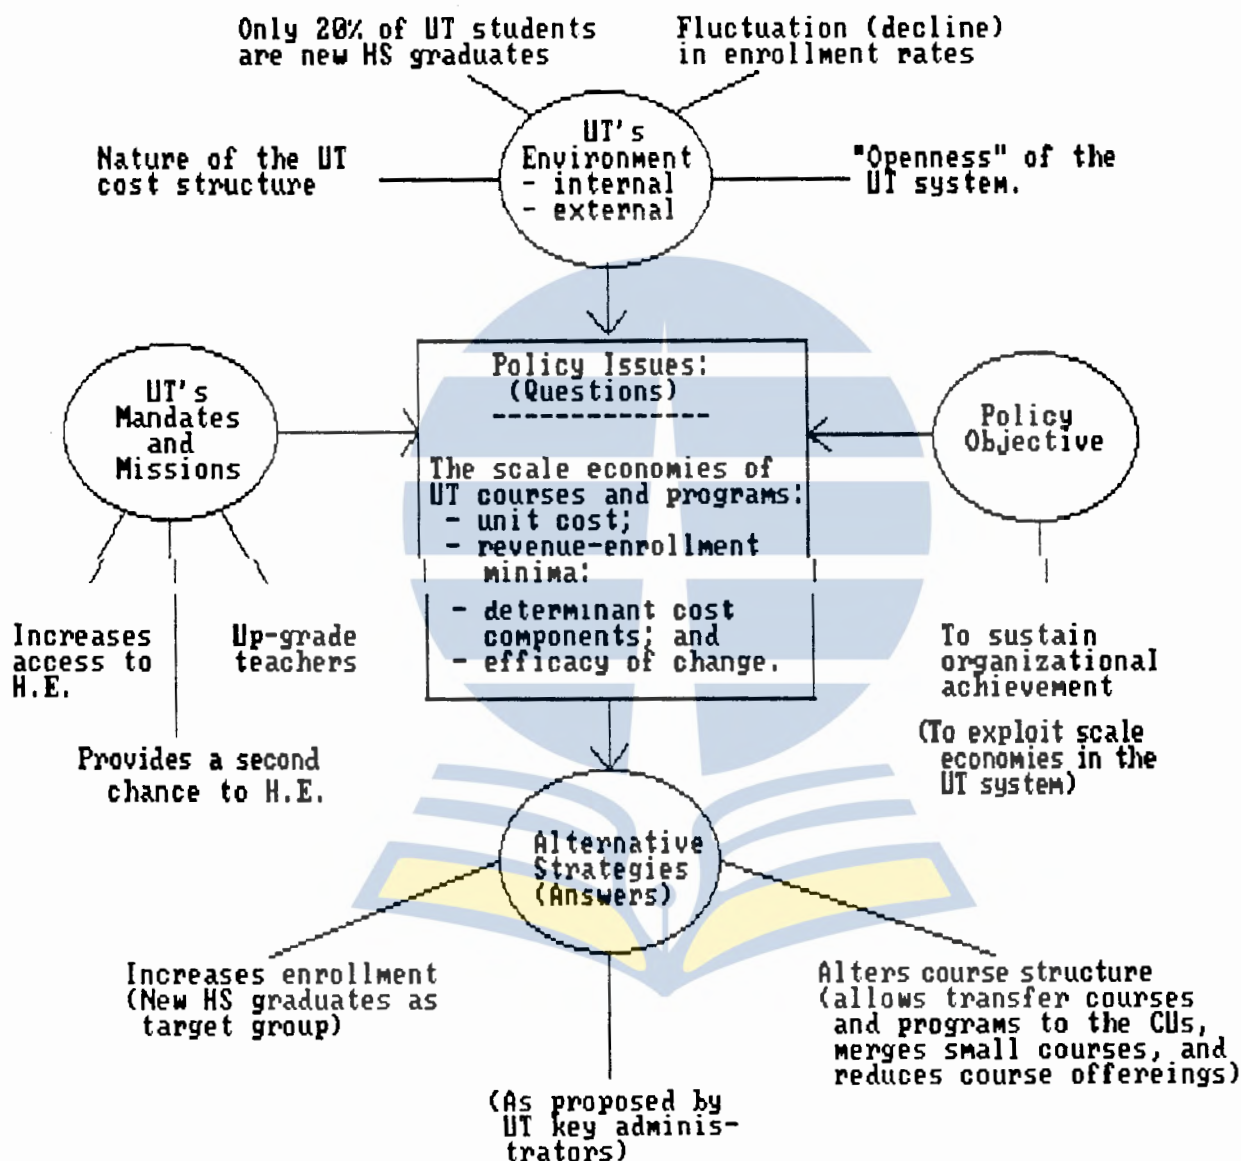 Only 20% of UT students
are new HS graduates
Fluctuation (decline)
in enrollment rates
UT's
Environment
- internal
- external
Nature of the UT
cost structure
"Openness" of the
UT system.
Policy Issues:
(Questions)
--------------
The scale economies of
UT courses and programs:
- unit cost;
- revenue-enrollment
minima:
- determinant cost
components; and
- efficacy of change.
UT's
Mandates
and
Missions
Policy
Objective
Increases
access to
H.E.
Up-grade
teachers
Provides a second
chance to H.E.
To sustain
organizational
achievement
(To exploit scale
economies in the
UT system)
Alternative
Strategies
(Answers)
Increases enrollment
(New HS graduates as
target group)
(As proposed by
UT key adminis-
trators)
Alters course structure
(allows transfer courses
and programs to the CUs,
merges small courses, and
reduces course offereings)